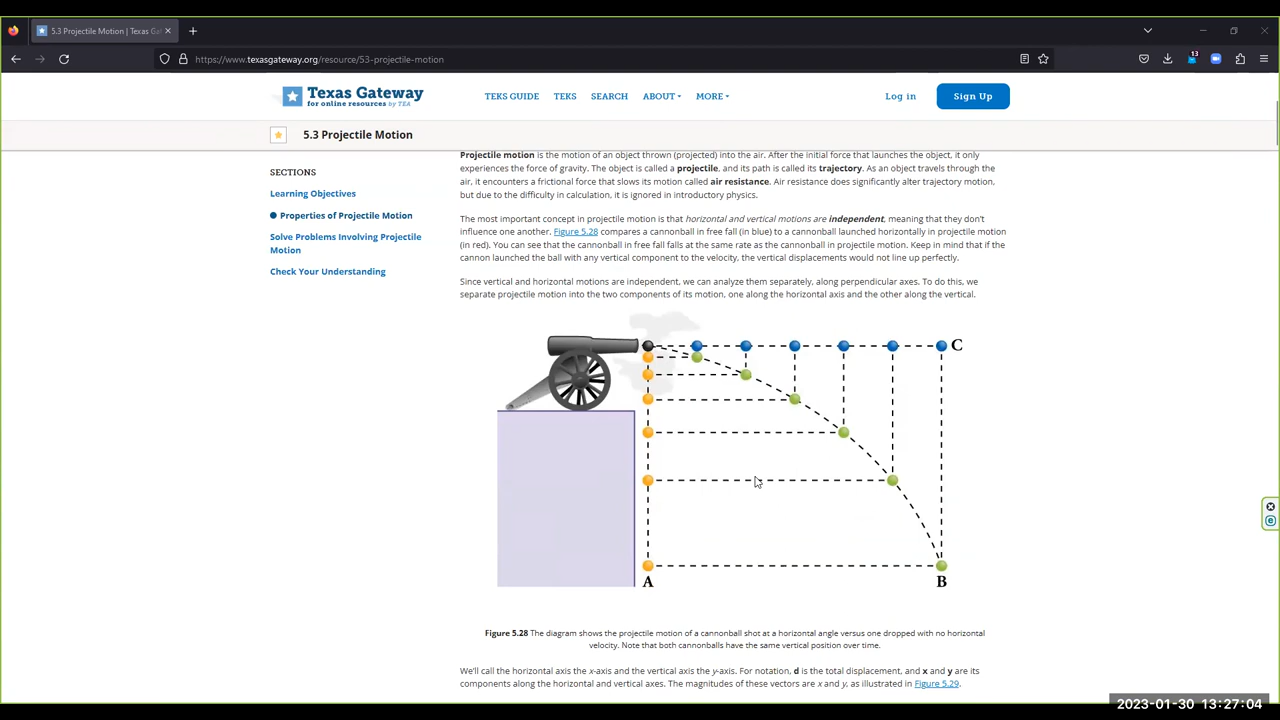 5.3 Projectile Motion | Texas Ga
https://www.texasgateway.org/resource/53-projectile-motion
13
Texas Gateway
for online resources by TEA
TEKS GUIDE TEKS SEARCH ABOUT MORE
Log in
Sign Up
5.3 Projectile Motion
SECTIONS
Learning Objectives
Properties of Projectile Motion
Solve Problems Involving Projectile
Motion
Check Your Understanding
Projectile motion is the motion of an object thrown (projected) into the air. After the initial force that launches the object, it only
experiences the force of gravity. The object is called a projectile, and its path is called its trajectory. As an object travels through the
air, it encounters a frictional force that slows its motion called air resistance. Air resistance does significantly alter trajectory motion,
but due to the difficulty in calculation, it is ignored in introductory physics.
The most important concept in projectile motion is that horizontal and vertical motions are independent, meaning that they don't
influence one another. Figure 5.28 compares a cannonball in free fall (in blue) to a cannonball launched horizontally in projectile motion
(in red). You can see that the cannonball in free fall falls at the same rate as the cannonball in projectile motion. Keep in mind that if the
cannon launched the ball with any vertical component to the velocity, the vertical displacements would not line up perfectly.
Since vertical and horizontal motions are independent, we can analyze them separately, along perpendicular axes. To do this, we
separate projectile motion into the two components of its motion, one along the horizontal axis and the other along the vertical.
C
A
B
Figure 5.28 The diagram shows the projectile motion of a cannonball shot at a horizontal angle versus one dropped with no horizontal
velocity. Note that both cannonballs have the same vertical position over time.
We'll call the horizontal axis the x-axis and the vertical axis the y-axis. For notation, d is the total displacement, and x and y are its
components along the horizontal and vertical axes. The magnitudes of these vectors are x and y, as illustrated in Figure 5.29.
2023-01-30 13:27:04